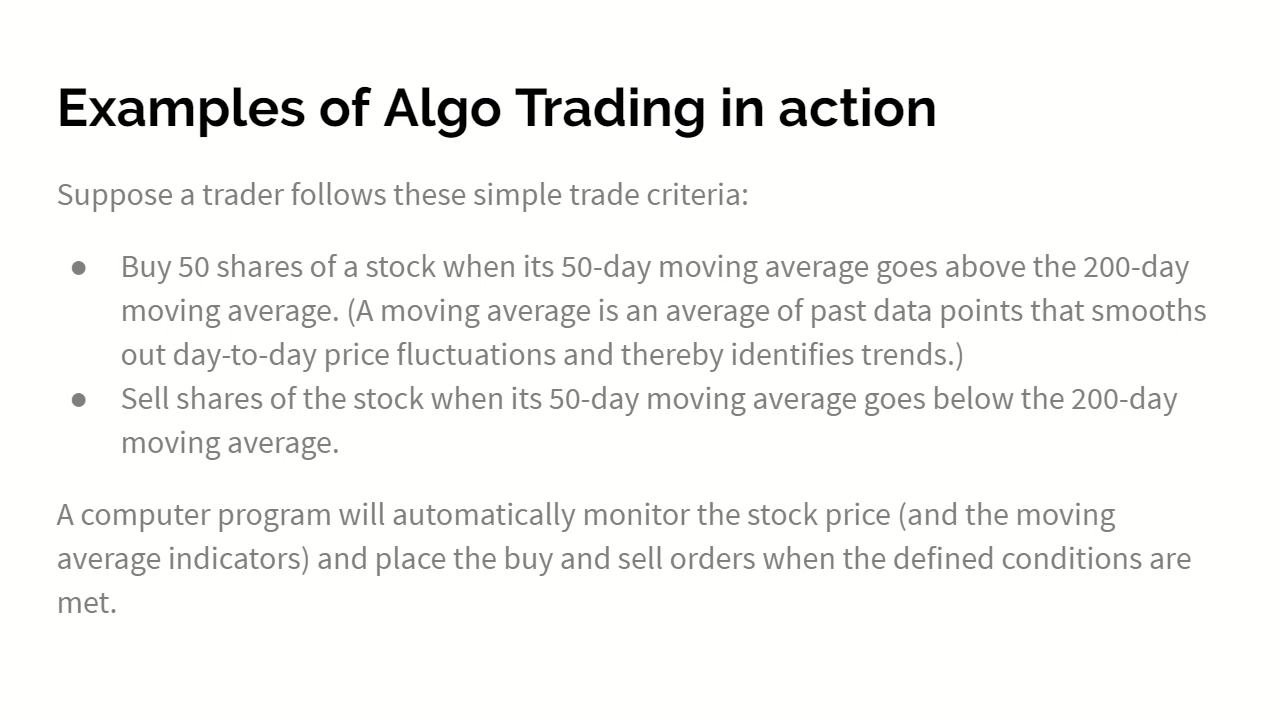 Examples of Algo Trading in action
Suppose a trader follows these simple trade criteria:
● Buy 50 shares of a stock when its 50-day moving average goes above the 200-day
moving average. (A moving average is an average of past data points that smooths
out day-to-day price fluctuations and thereby identifies trends.)
● Sell shares of the stock when its 50-day moving average goes below the 200-day
moving average.
A computer program will automatically monitor the stock price (and the moving
average indicators) and place the buy and sell orders when the defined conditions are
met.